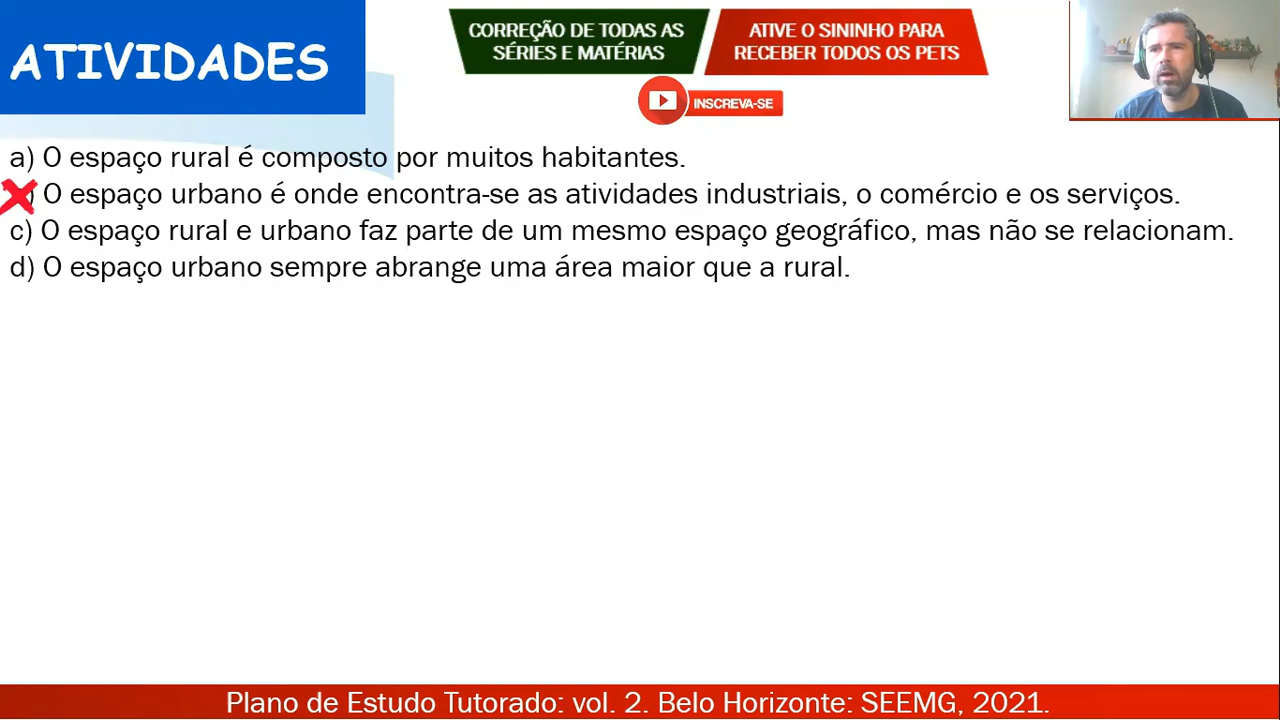 ATIVIDADES
CORREÇÃO DE TODAS AS
SÉRIES E MATÉRIAS
ATIVE O SININHO PARA
RECEBER TODOS OS PETS
INSCREVA-SE
a) O espaço rural é composto por muitos habitantes.
) O espaço urbano é onde encontra-se as atividades industriais, o comércio e os serviços.
c) O espaço rural e urbano faz parte de um mesmo espaço geográfico, mas não se relacionam.
d) O espaço urbano sempre abrange uma área maior que a rural.
Plano de Estudo Tutorado: vol. 2. Belo Horizonte: SEEMG, 2021.